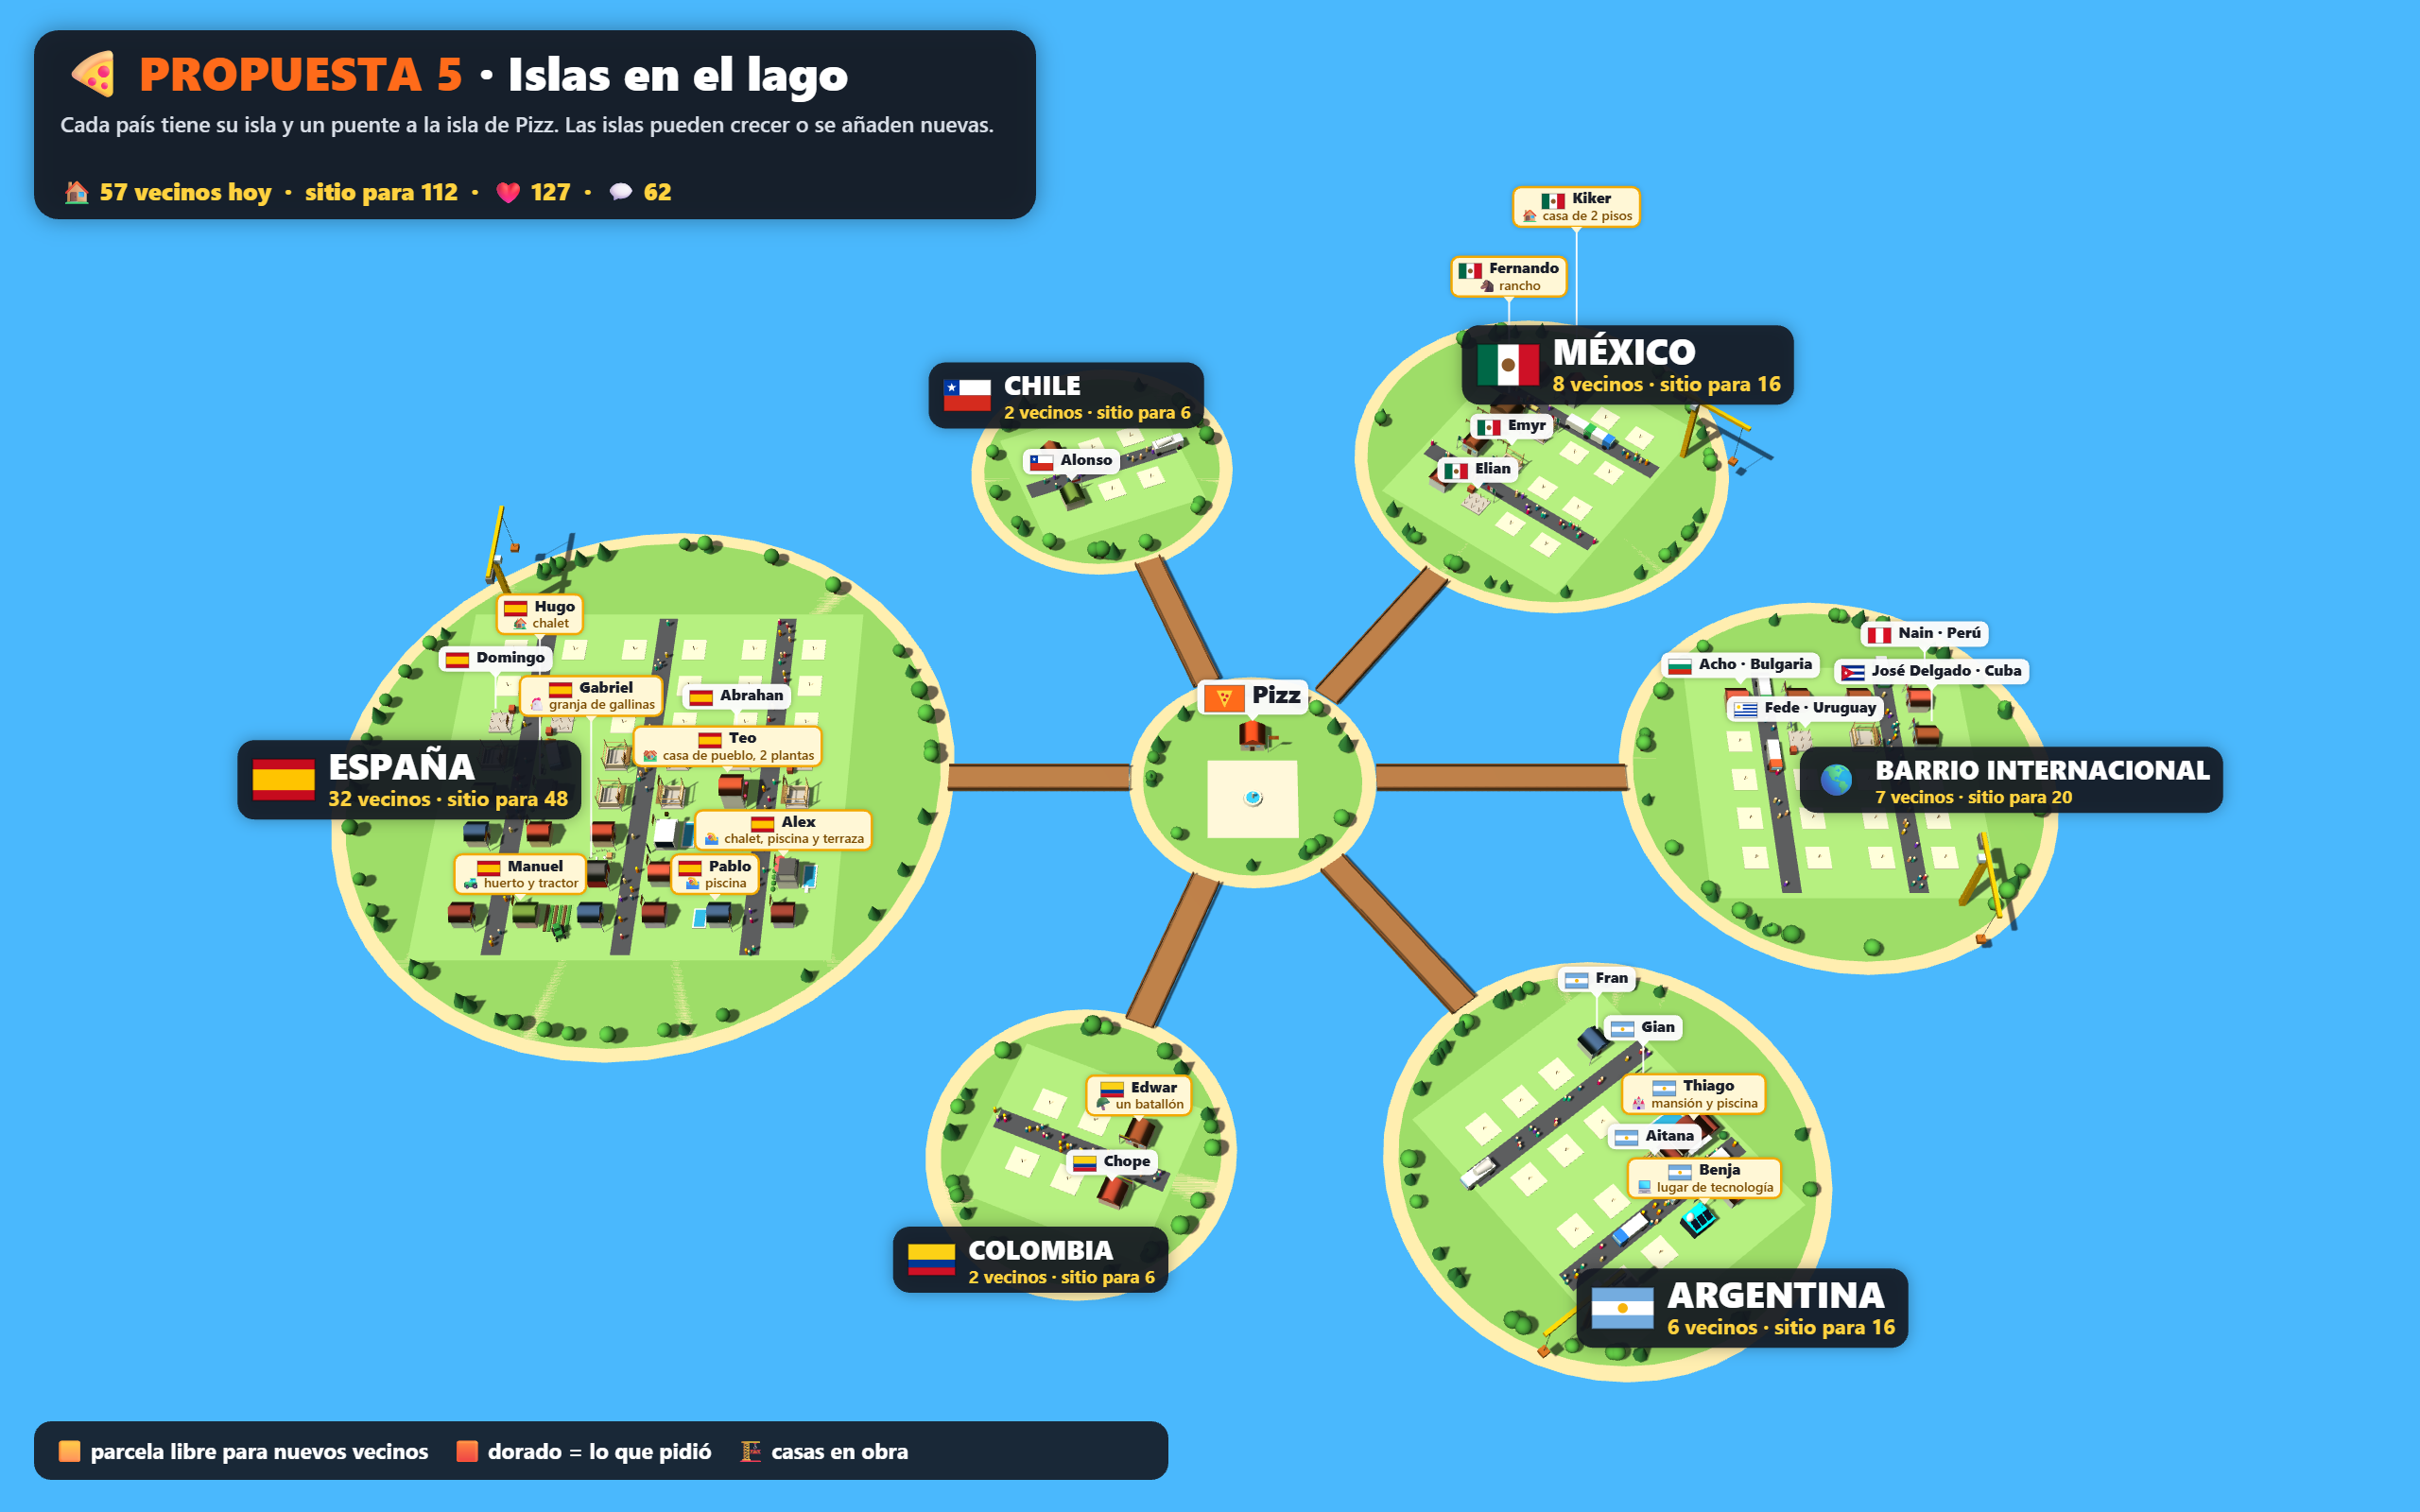 PROPUESTA 5 · Islas en el lago
Cada país tiene su isla y un puente a la isla de Pizz. Las islas pueden crecer o se añaden nuevas.
57 vecinos hoy · sitio para 112 · 127 · 62
Kiker
casa de 2 pisos
Fernando
rancho
MÉXICO
8 vecinos · sitio para 16
Emyr
Elian
CHILE
2 vecinos · sitio para 6
Alonso
Hugo
chalet
Domingo
Gabriel
granja de gallinas
Abrahan
Teo
casa de pueblo, 2 plantas
ESPAÑA
32 vecinos · sitio para 48
Alex
chalet, piscina y terraza
Manuel
huerto y tractor
Pablo
piscina
Pizz
Nain · Perú
Acho · Bulgaria
José Delgado · Cuba
Fede · Uruguay
BARRIO INTERNACIONAL
7 vecinos · sitio para 20
Fran
Gian
Thiago
mansión y piscina
Aitana
Benja
lugar de tecnología
ARGENTINA
6 vecinos · sitio para 16
Edwar
un batallón
Chope
COLOMBIA
2 vecinos · sitio para 6
parcela libre para nuevos vecinos
dorado = lo que pidió
casas en obra